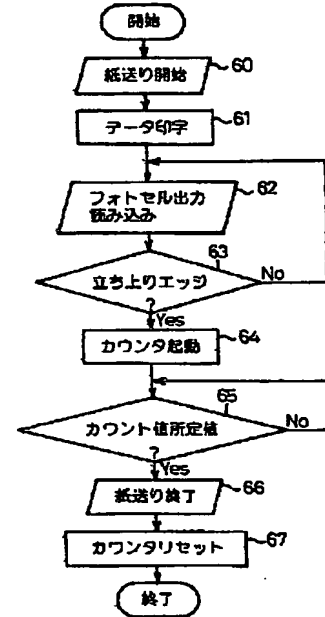 開始
紙送り開始
60
データ印字
61
フォトセル出力
読み込み
62
63
立ち上りエッジ
?
No
Yes
カウンタ起動
64
65
カウント値所定値
?
No
Yes
紙送り終了
66
カウンタリセット
67
終了